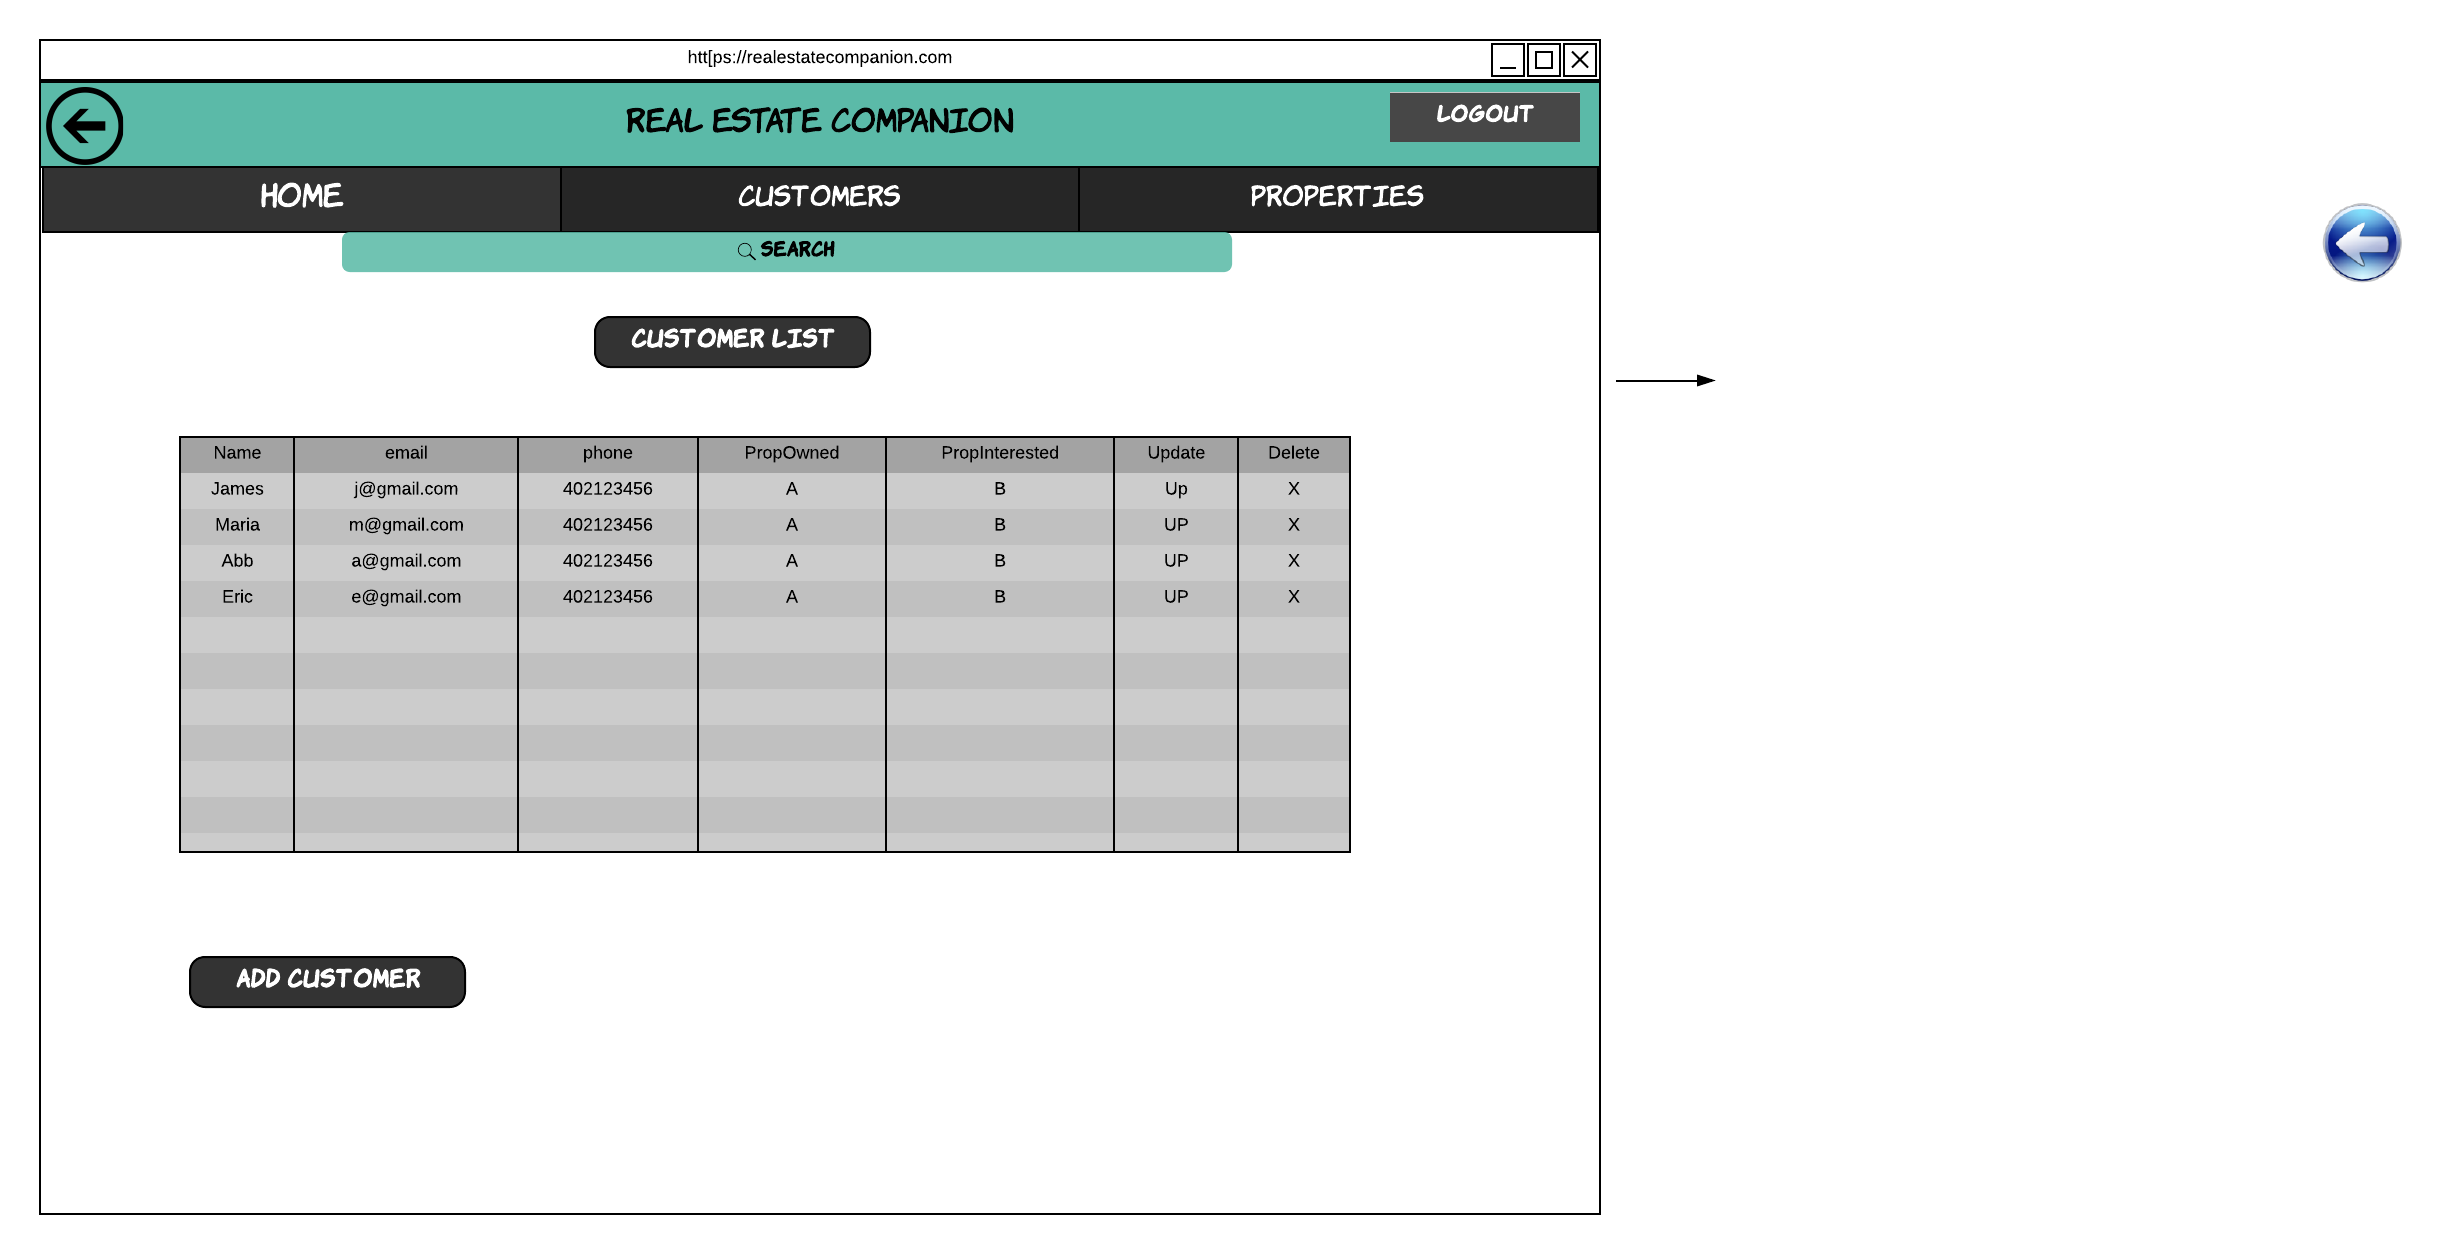 htt[ps://realestatecompanion.com
REAL ESTATE COMPANION
LOGOUT
HOME CUSTOMERS PROPERTIES
SEARCH
CUSTOMER LIST
Name email phone PropOwned PropInterested Update Delete
James j@gmail.com 402123456 A B Up X
Maria m@gmail.com 402123456 A B UP X
Abb a@gmail.com 402123456 A B UP X
Eric e@gmail.com 402123456 A B UP X
ADD CUSTOMER